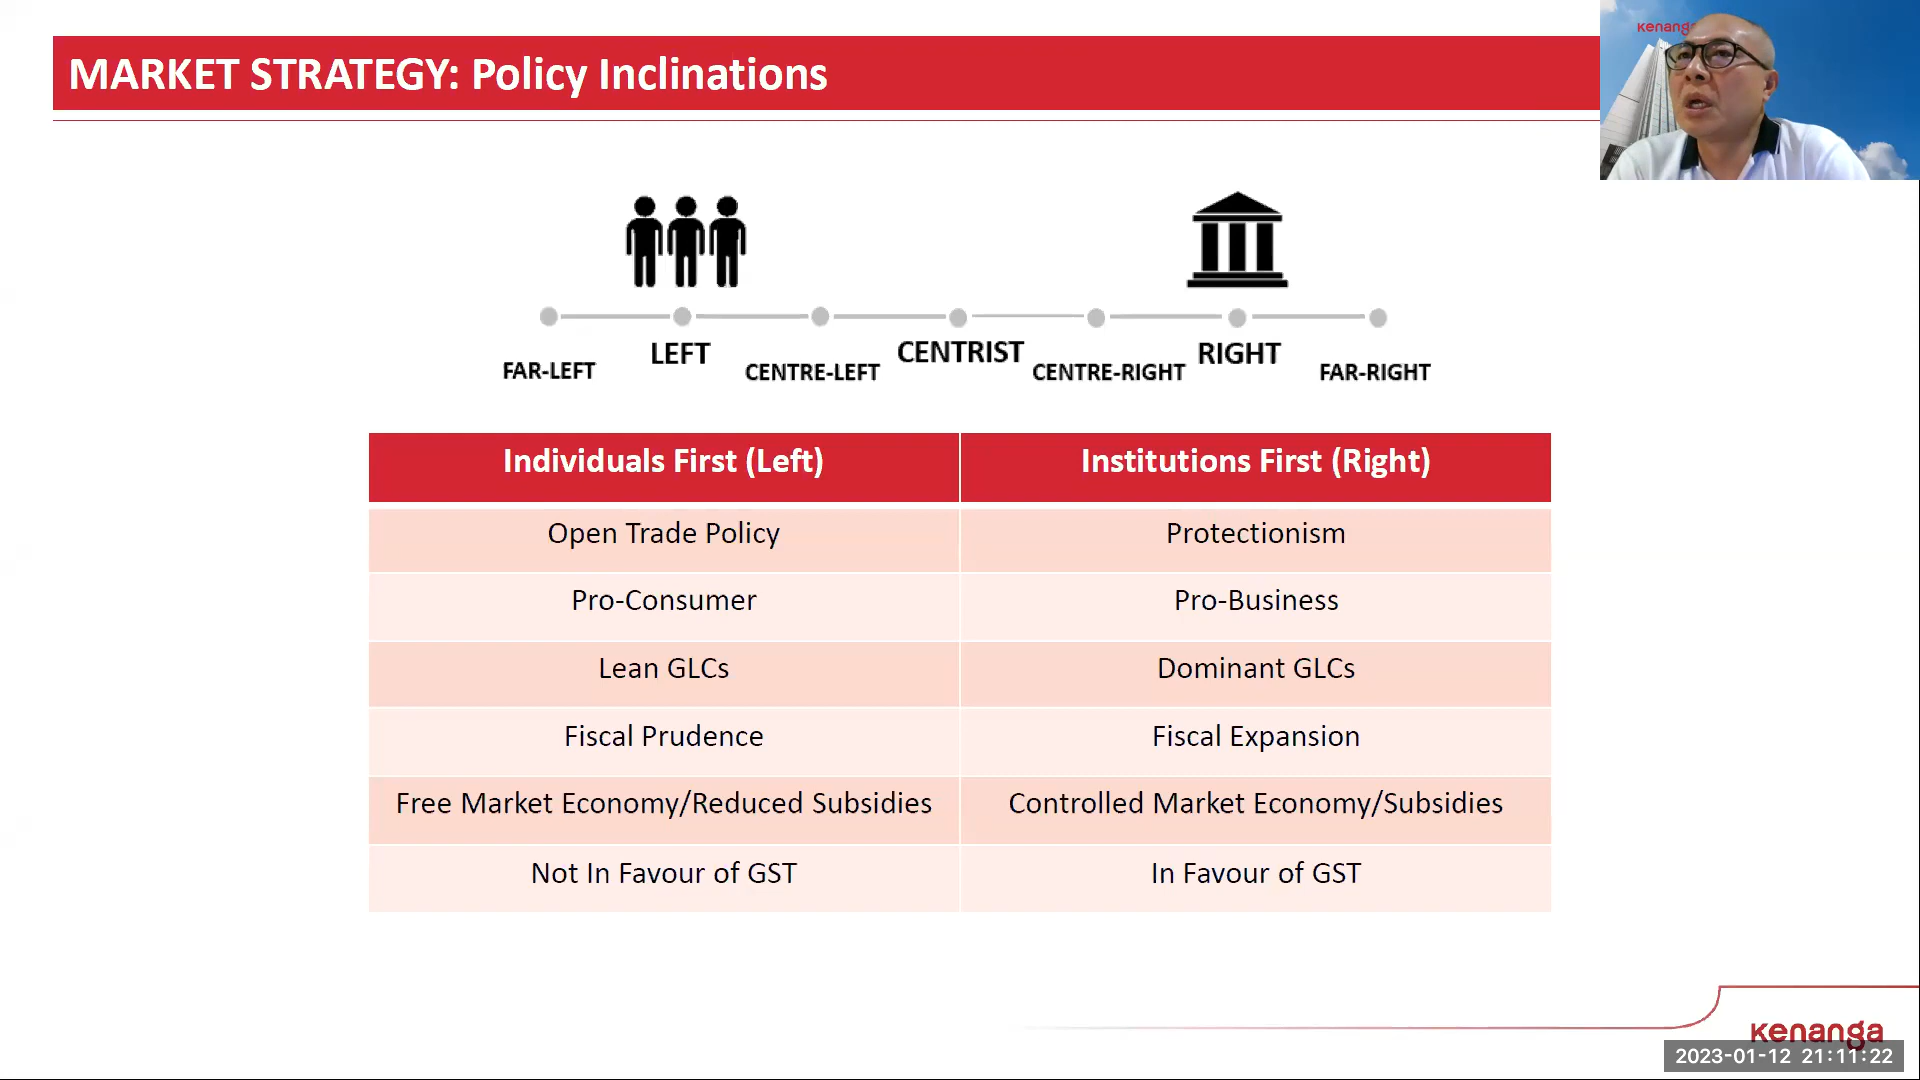 MARKET STRATEGY: Policy Inclinations
kenanga
LEFT
CENTRIST
RIGHT
FAR-LEFT
CENTRE-LEFT
CENTRE-RIGHT
FAR-RIGHT
Individuals First (Left)
Institutions First (Right)
Open Trade Policy
Protectionism
Pro-Consumer
Pro-Business
Lean GLCs
Dominant GLCs
Fiscal Prudence
Fiscal Expansion
Free Market Economy/Reduced Subsidies
Controlled Market Economy/Subsidies
Not In Favour of GST
In Favour of GST
kenanga
2023-01-12 21:11:22